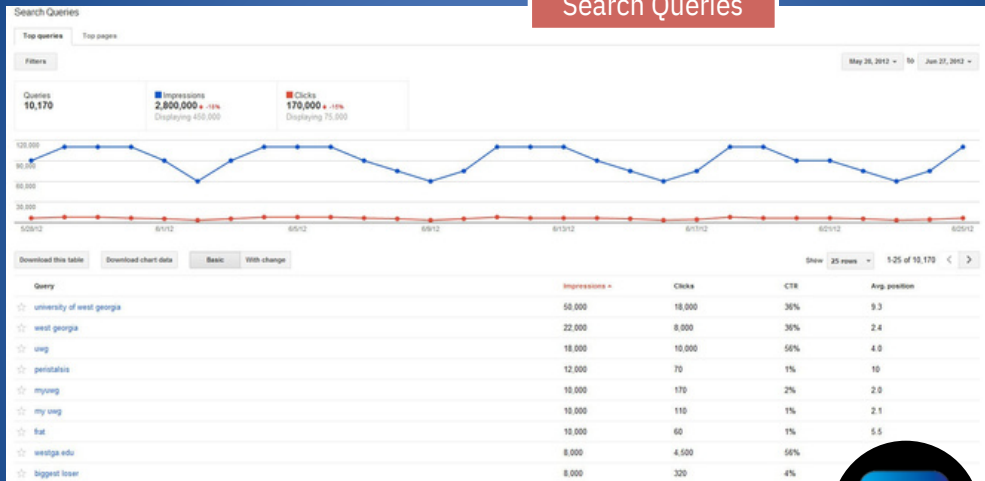 Search Queries
Search Queries
Top queries Top pages
Filters May 28, 2012 to Jun 27, 2012
Queries Impressions Clicks
10,170 2,800,000 170,000 -15%
Displaying 450,000 Displaying 75,000
120,000
90,000
60,000
30,000
5/28/12 6/1/12 6/5/12 6/9/12 6/13/12 6/17/12 6/21/12 6/25/12
Download this table Download chart data Basic With change Show 25 rows 1-25 of 10,170
Query Impressions Clicks CTR Avg. position
university of west georgia 50,000 18,000 36% 9.3
west georgia 22,000 8,000 36% 2.4
uwg 18,000 10,000 56% 4.0
peristalsis 12,000 70 1% 10
myuwg 10,000 170 2% 2.0
my uwg 10,000 110 1% 2.1
frat 10,000 60 1% 5.5
westga edu 8,000 4,500 56%
biggest loser 8,000 320 4%